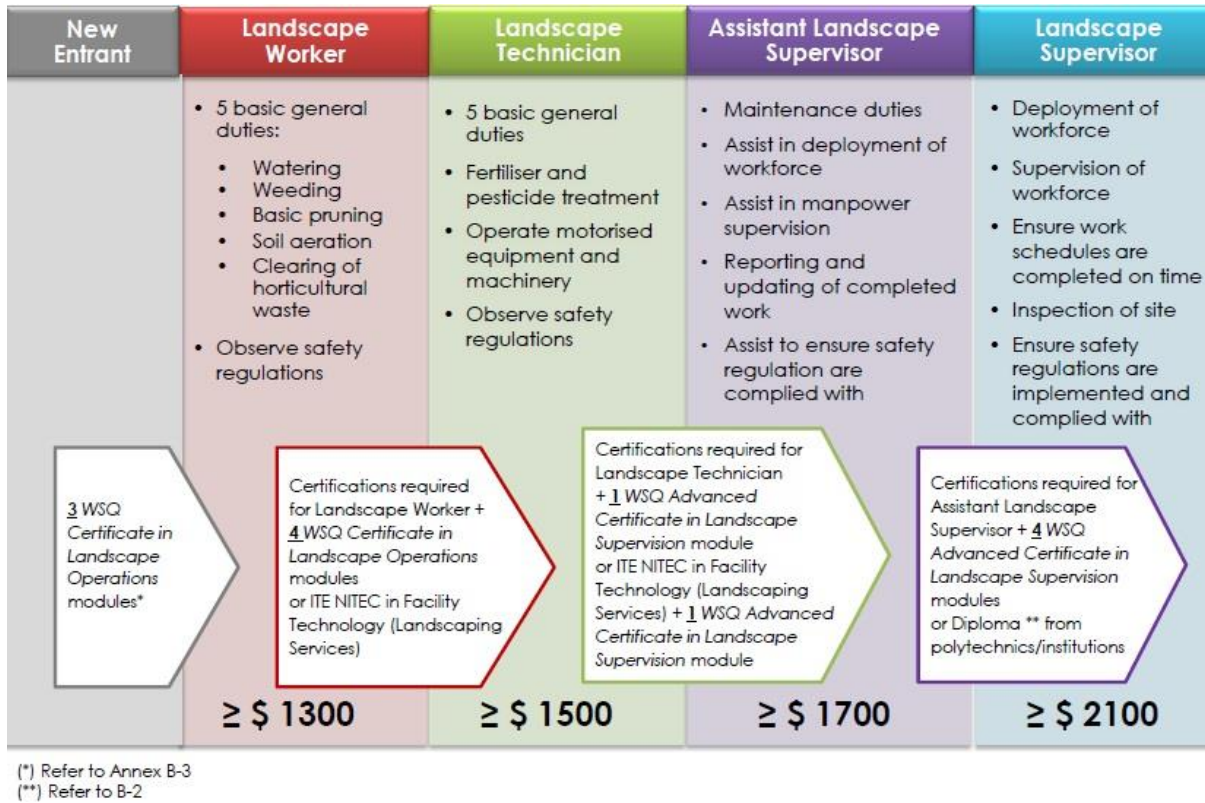 New
Entrant
Landscape
Worker
Landscape
Technician
Assistant Landscape
Supervisor
Landscape
Supervisor
• 5 basic general
duties:
• Watering
• Weeding
• Basic pruning
• Soil aeration
• Clearing of
horticultural
waste
• Observe safety
regulations
• 5 basic general
duties
• Fertiliser and
pesticide treatment
• Operate motorised
equipment and
machinery
• Observe safety
regulations
• Maintenance duties
• Assist in deployment of
workforce
• Assist in manpower
supervision
• Reporting and
updating of completed
work
• Assist to ensure safety
regulation are
complied with
• Deployment of
workforce
• Supervision of
workforce
• Ensure work
schedules are
completed on time
• Inspection of site
• Ensure safety
regulations are
implemented and
complied with
3 WSQ
Certificate in
Landscape
Operations
modules*
Certifications required
for Landscape Worker +
4 WSQ Certificate in
Landscape Operations
modules
or ITE NITEC in Facility
Technology (Landscaping
Services)
Certifications required for
Landscape Technician
+ 1 WSQ Advanced
Certificate in Landscape
Supervision module
or ITE NITEC in Facility
Technology (Landscaping
Services) + 1 WSQ Advanced
Certificate in Landscape
Supervision module
Certifications required for
Assistant Landscape
Supervisor + 4 WSQ
Advanced Certificate in
Landscape Supervision
modules
or Diploma ** from
polytechnics/institutions
≥ $ 1300
≥ $ 1500
≥ $ 1700
≥ $ 2100
(*) Refer to Annex B-3
(**) Refer to B-2